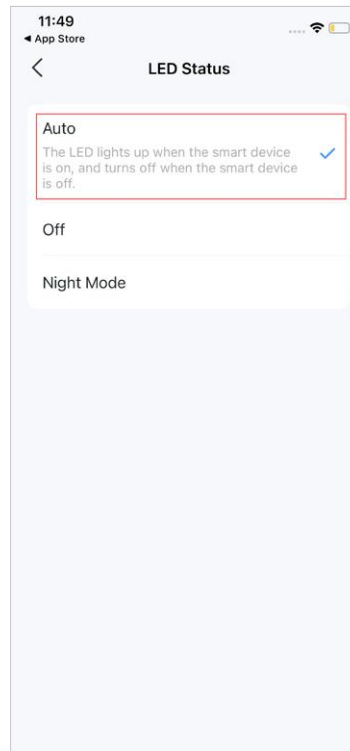 11:49
◀ App Store
LED Status
Auto
The LED lights up when the smart device
is on, and turns off when the smart device
is off.
Off
Night Mode